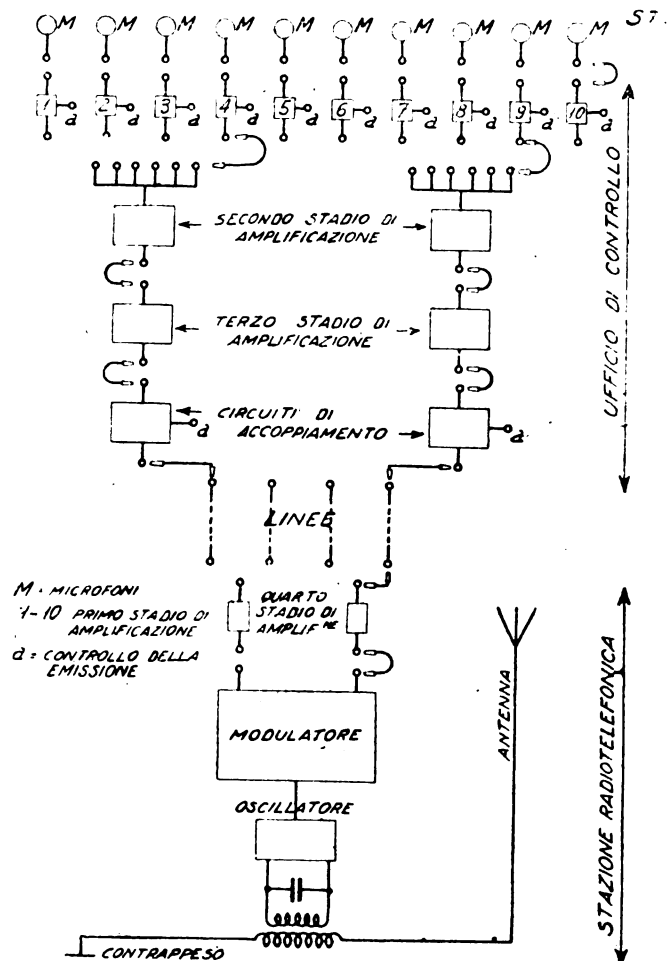 M M M M M M M M M M ST.
1 2 3 4 5 6 7 8 9 10
d d d d d d d d d d
SECONDO STADIO DI
AMPLIFICAZIONE
TERZO STADIO DI
AMPLIFICAZIONE
CIRCUITI DI
ACCOPPIAMENTO
d d
UFFICIO DI CONTROLLO
LINEE
M = MICROFONI
1-10 PRIMO STADIO DI
AMPLIFICAZIONE
d = CONTROLLO DELLA
EMISSIONE
QUARTO
STADIO DI
AMPLIF.NE
MODULATORE
OSCILLATORE
ANTENNA
STAZIONE RADIOTELEFONICA
CONTRAPPESO